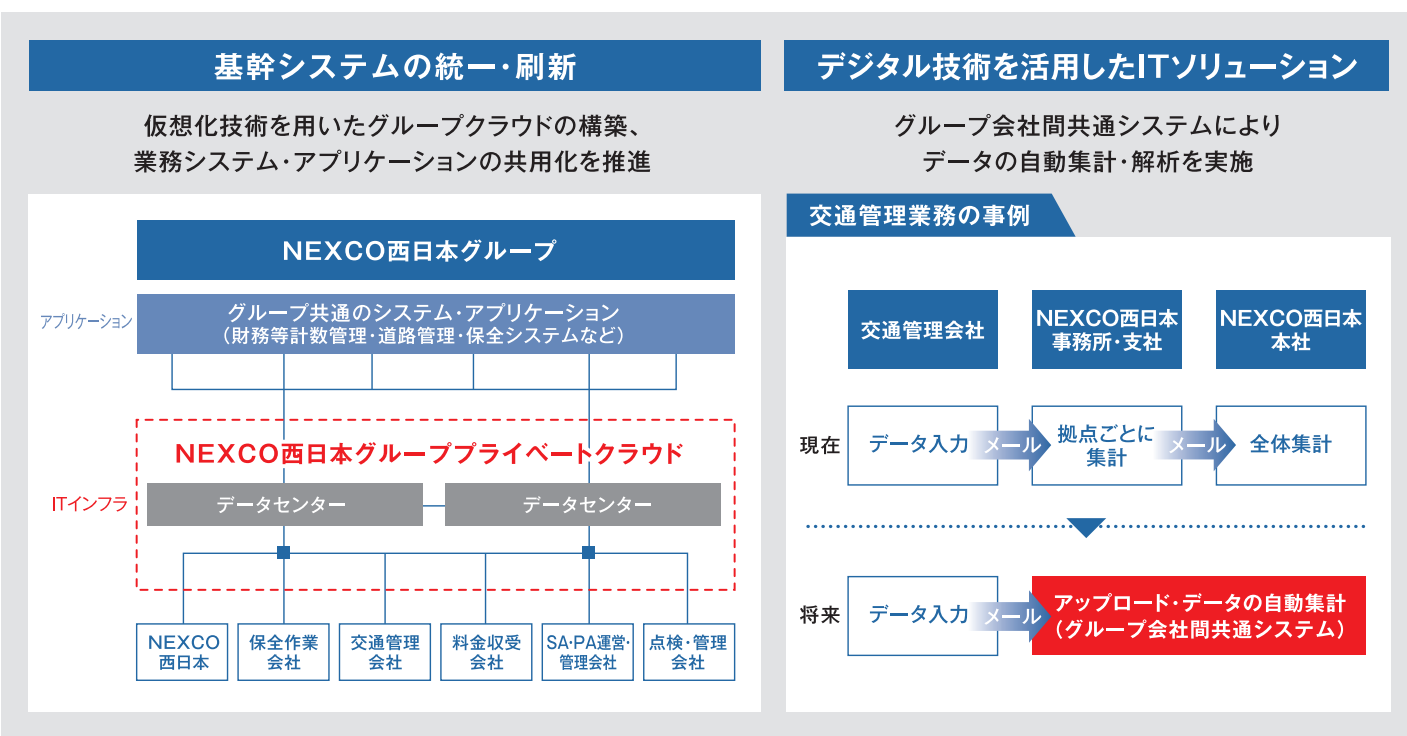 基幹システムの統一・刷新
仮想化技術を用いたグループクラウドの構築、
業務システム・アプリケーションの共用化を推進
NEXCO西日本グループ
アプリケーション
グループ共通のシステム・アプリケーション
（財務等計数管理・道路管理・保全システムなど）
NEXCO西日本グループプライベートクラウド
ITインフラ
データセンター
データセンター
NEXCO
西日本
保全作業
会社
交通管理
会社
料金収受
会社
SA・PA運営・
管理会社
点検・管理
会社
デジタル技術を活用したITソリューション
グループ会社間共通システムにより
データの自動集計・解析を実施
交通管理業務の事例
交通管理会社
NEXCO西日本
事務所・支社
NEXCO西日本
本社
現在
データ入力
メール
拠点ごとに
集計
メール
全体集計
将来
データ入力
メール
アップロード・データの自動集計
（グループ会社間共通システム）